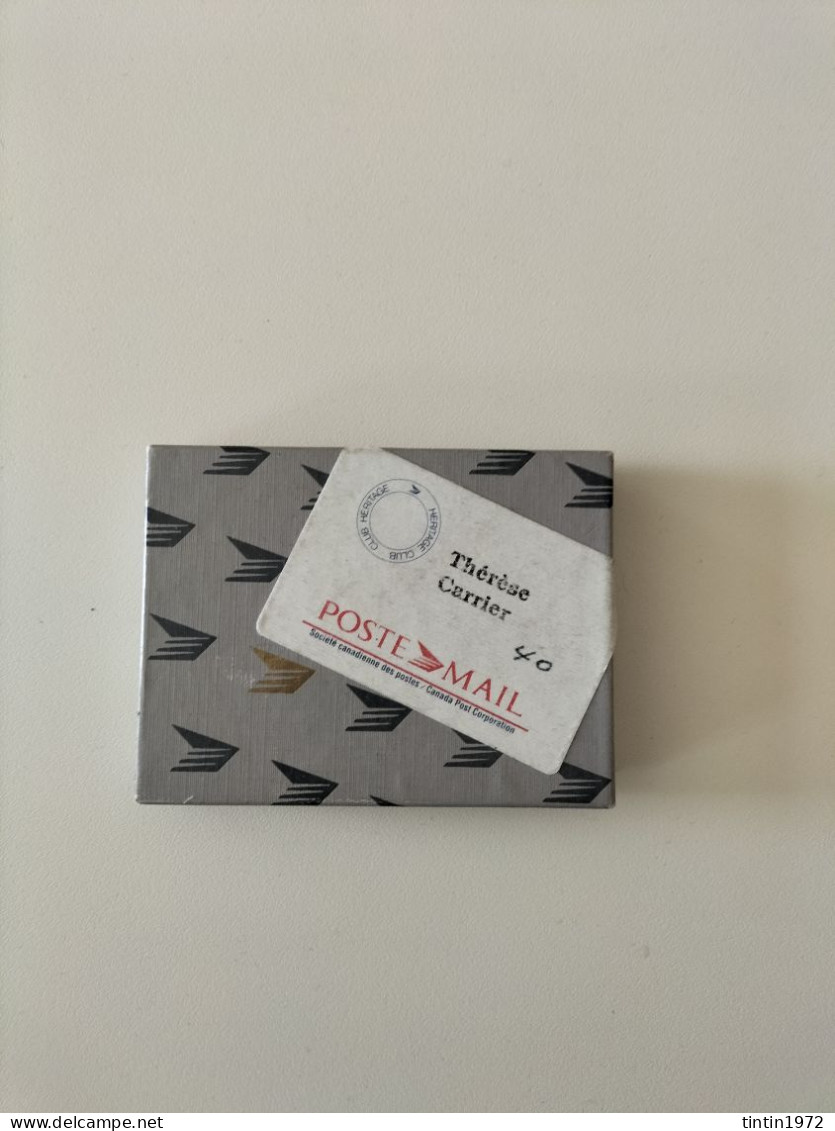 CLUB HÉRITAGE HERITAGE CLUB
Thérèse
Carrier
40
POSTE MAIL
Société canadienne des postes / Canada Post Corporation
www.delcampe.net
tintin1972